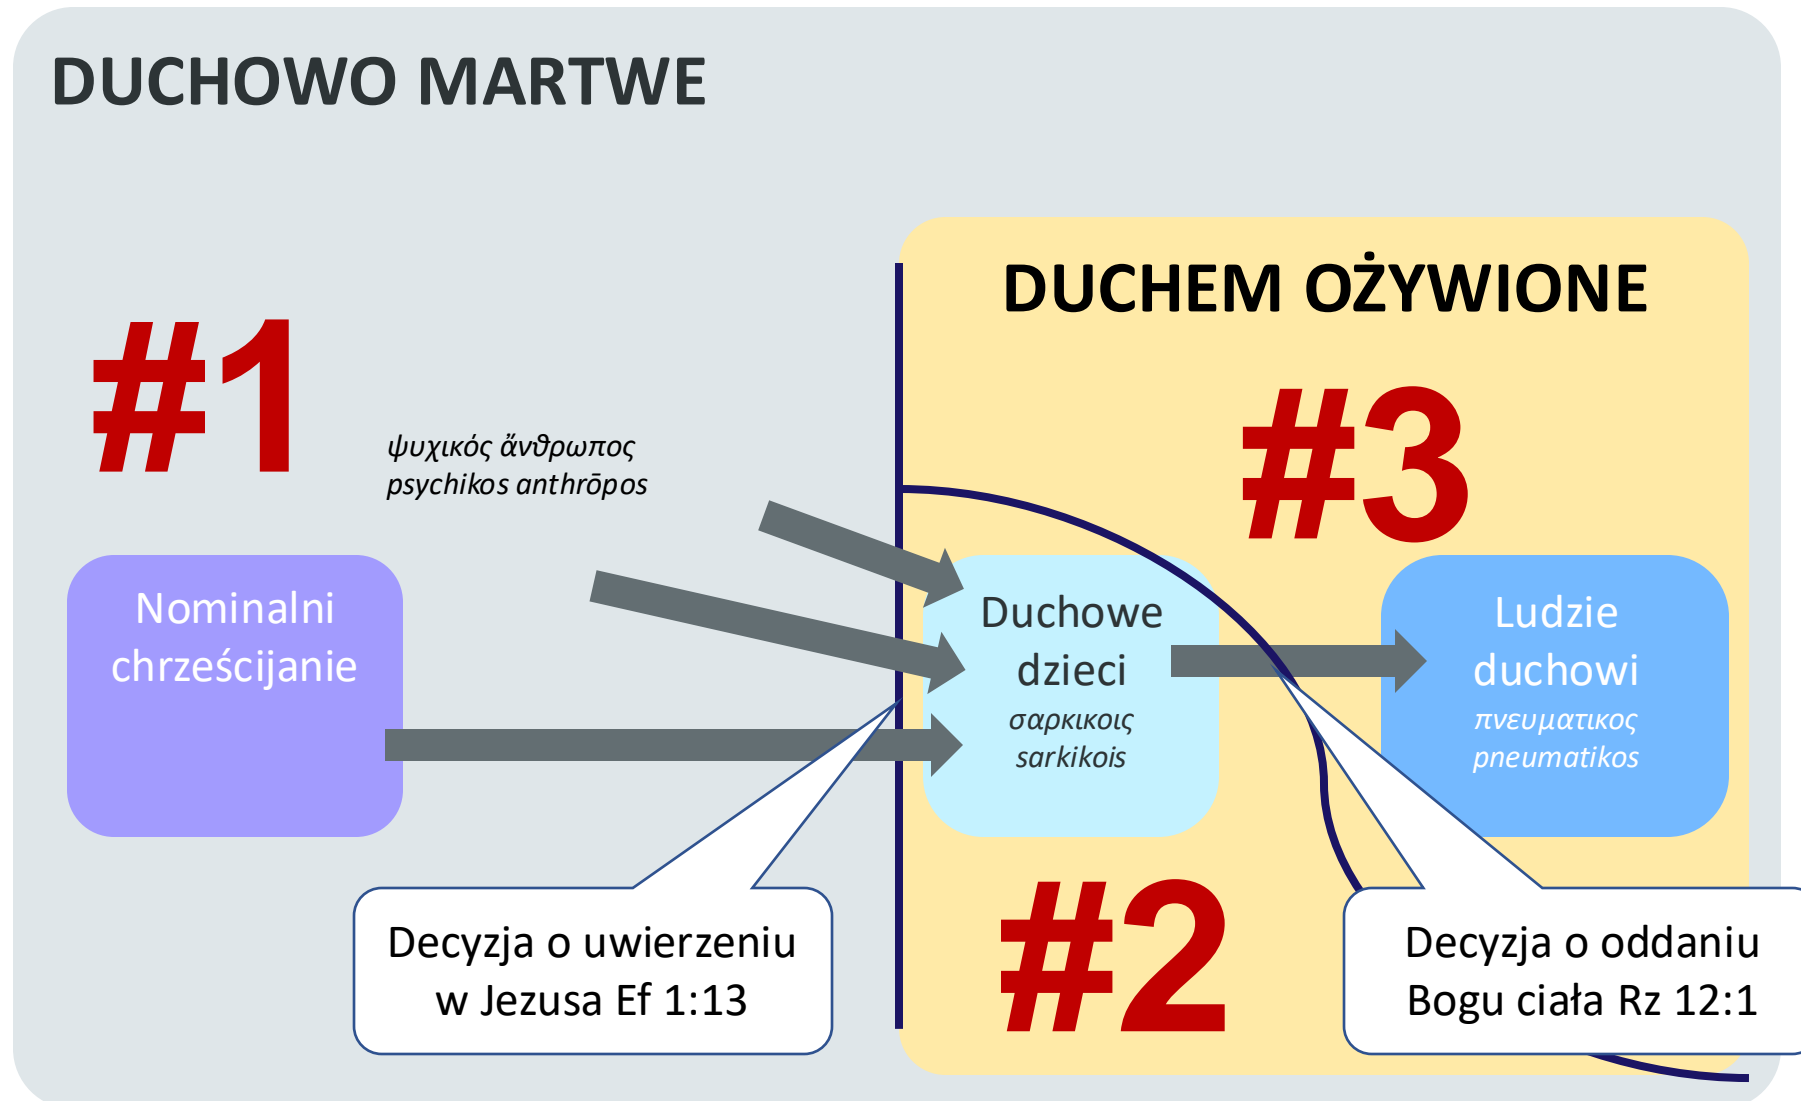 DUCHOWO MARTWE
DUCHEM OŻYWIONE
#1
ψυχικός ἄνϑρωπος
psychikos anthrōpos
#3
Nominalni
chrześcijanie
Duchowe
dzieci
σαρκικοις
sarkikois
Ludzie
duchowi
πνευματικος
pneumatikos
Decyzja o uwierzeniu
w Jezusa Ef 1:13
#2
Decyzja o oddaniu
Bogu ciała Rz 12:1